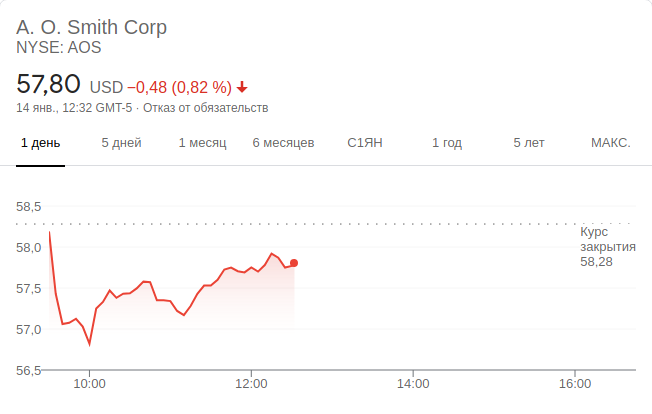 A. O. Smith Corp
NYSE: AOS
57,80 USD −0,48 (0,82 %)
14 янв., 12:32 GMT-5 · Отказ от обязательств
1 день 5 дней 1 месяц 6 месяцев С1ЯН 1 год 5 лет МАКС.
58,5
Курс
закрытия
58,28
58,0
57,5
57,0
56,5
10:00 12:00 14:00 16:00